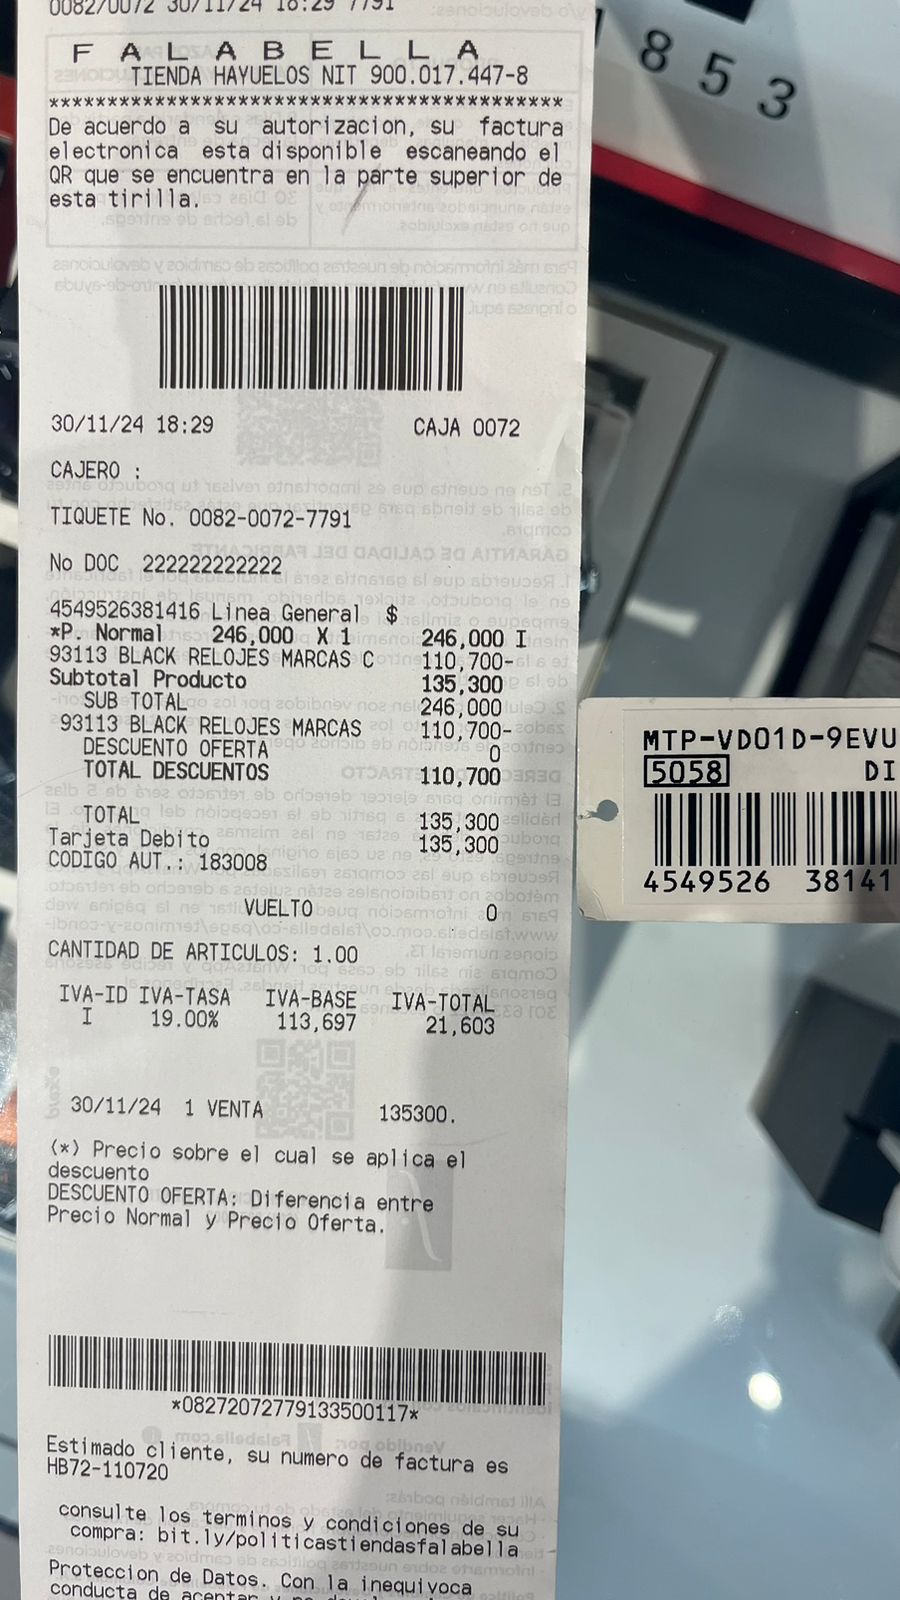 0082/0072 30/11/24 18:29 7791
F A L A B E L L A
TIENDA HAYUELOS NIT 900.017.447-8
********************************************
De acuerdo a su autorizacion, su factura
electronica esta disponible escaneando el
QR que se encuentra en la parte superior de
esta tirilla.
30/11/24 18:29 CAJA 0072
CAJERO :
TIQUETE No. 0082-0072-7791
No DOC 222222222222
4549526381416 Linea General $
*P. Normal 246,000 X 1 246,000 I
93113 BLACK RELOJES MARCAS C 110,700-
Subtotal Producto 135,300
SUB TOTAL 246,000
93113 BLACK RELOJES MARCAS 110,700-
DESCUENTO OFERTA 0
TOTAL DESCUENTOS 110,700
TOTAL 135,300
Tarjeta Debito 135,300
CODIGO AUT.: 183008
VUELTO 0
CANTIDAD DE ARTICULOS: 1.00
IVA-ID IVA-TASA IVA-BASE IVA-TOTAL
I 19.00% 113,697 21,603
30/11/24 1 VENTA 135300.
(*) Precio sobre el cual se aplica el
descuento
DESCUENTO OFERTA: Diferencia entre
Precio Normal y Precio Oferta.
*08272072779133500117*
Estimado cliente, su numero de factura es
HB72-110720
consulte los terminos y condiciones de su
compra: bit.ly/politicastiendasfalabella
Proteccion de Datos. Con la inequivoca
conducta de aceptar y no
853
MTP-VD01D-9EVU
5058 DI
4549526 38141